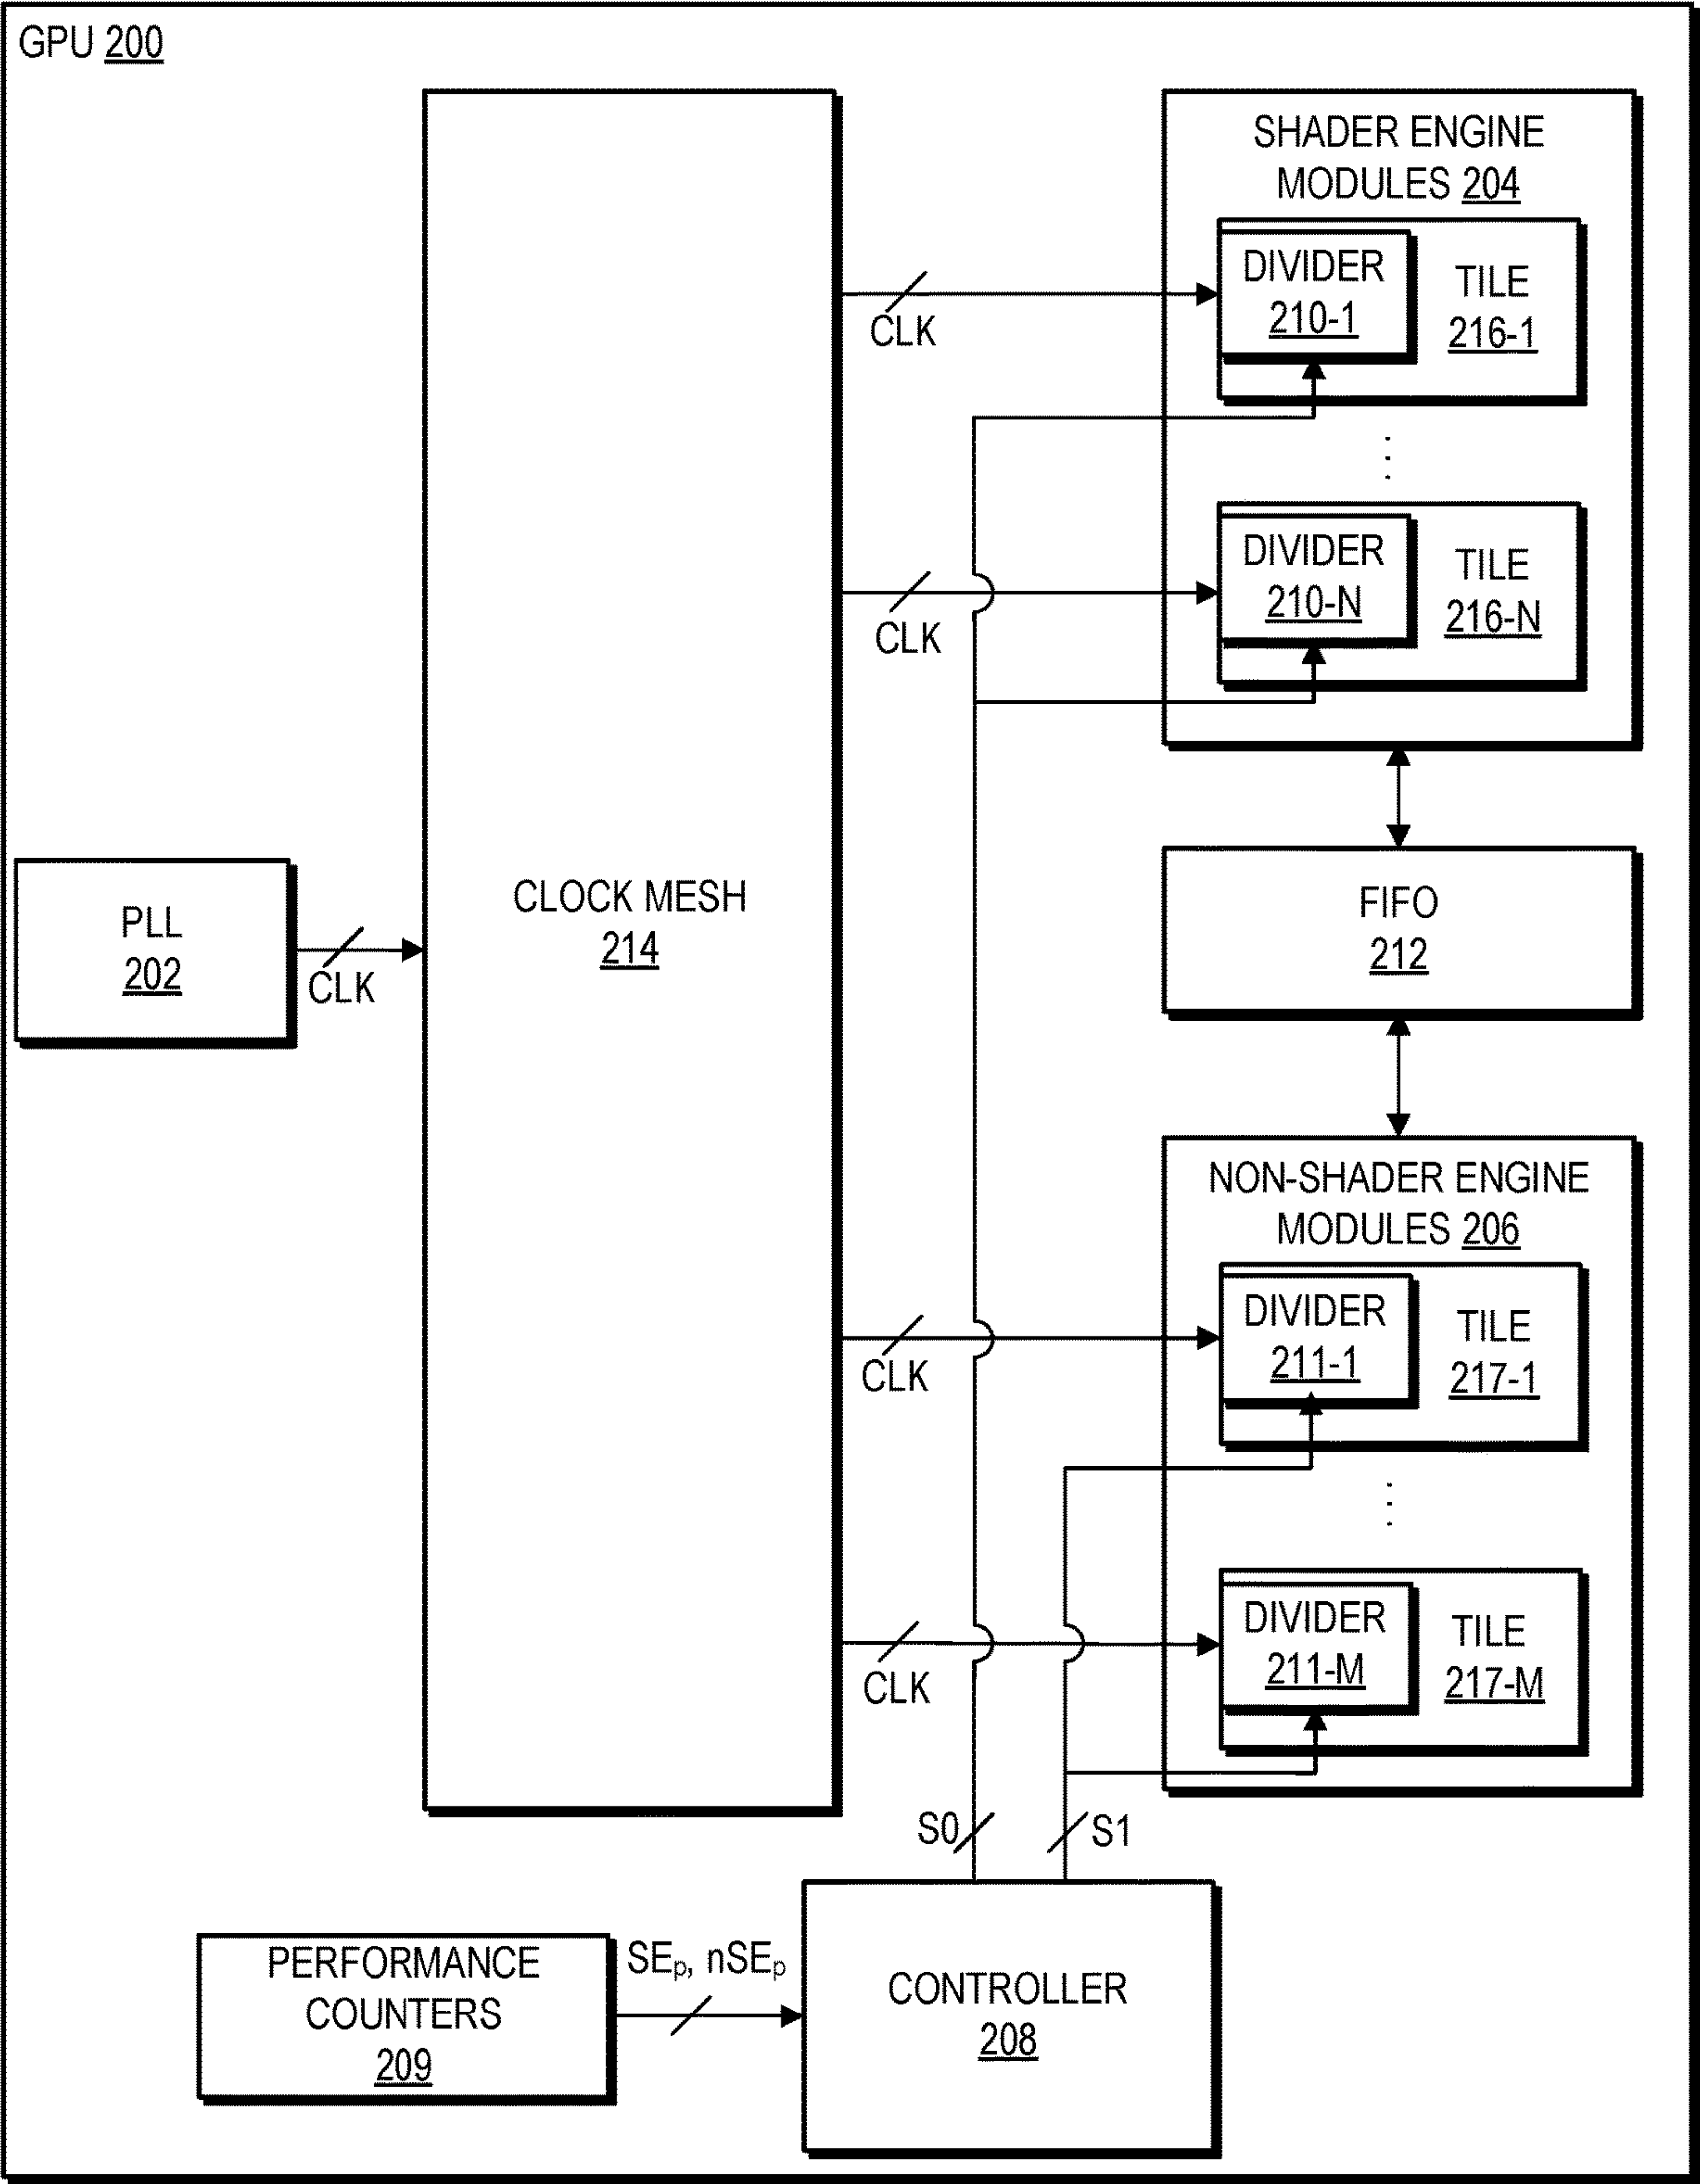 GPU 200
SHADER ENGINE
MODULES 204
DIVIDER
210-1
TILE
216-1
CLK
DIVIDER
210-N
TILE
216-N
CLK
PLL
202
CLK
CLOCK MESH
214
FIFO
212
NON-SHADER ENGINE
MODULES 206
DIVIDER
211-1
TILE
217-1
CLK
DIVIDER
211-M
TILE
217-M
CLK
S0
S1
PERFORMANCE
COUNTERS
209
SEp, nSEp
CONTROLLER
208